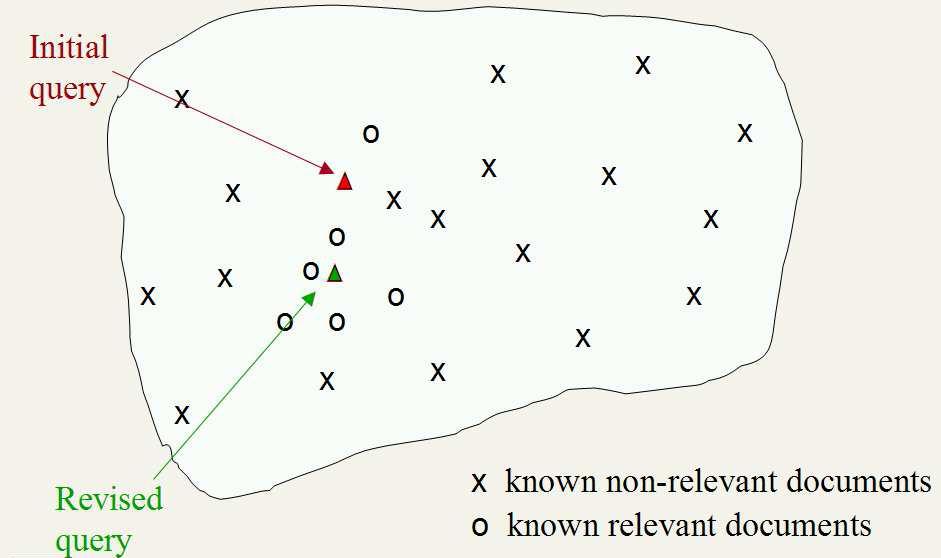 Initial
query
x x x
o x
x x
x x x
x x
o
x x
o
x x o x
o o
x
x x
x
Revised
query
x known non-relevant documents
o known relevant documents